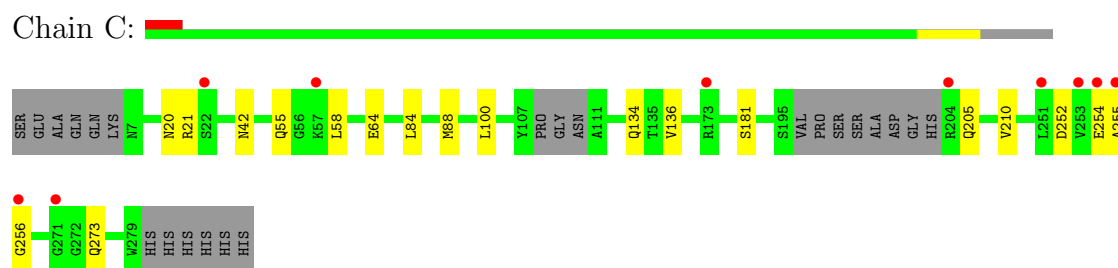 Chain C:
SER GLU ALA GLN GLN LYS N7 N20 R21 S22 N42 Q55 G56 K57 L58 E64 L84 M88 L100 Y107 PRO GLY ASN A111 Q134 T135 V136 R173 S181 S195 VAL PRO SER SER ALA ASP GLY HIS R204 Q205 V210 L251 D252 V253 E254 A255
G256 G271 G272 Q273 W279 HIS HIS HIS HIS HIS HIS